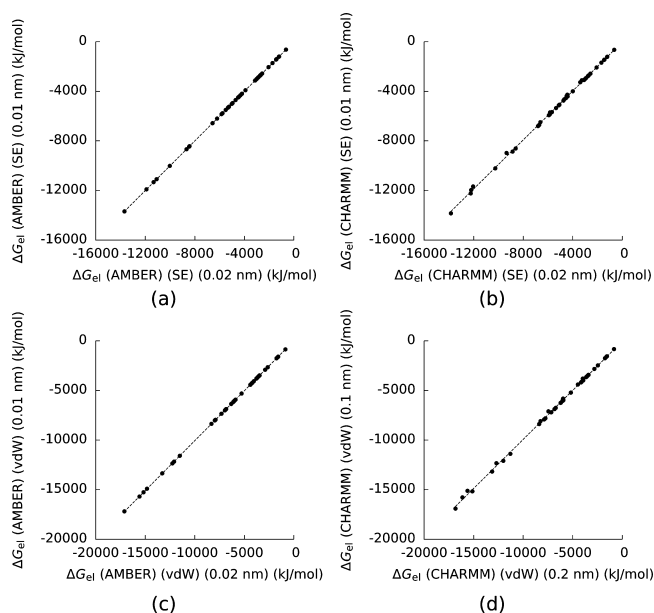 0
-4000
-8000
-12000
-16000
-16000 -12000 -8000 -4000 0
ΔGel (AMBER) (SE) (0.01 nm) (kJ/mol)
ΔGel (AMBER) (SE) (0.02 nm) (kJ/mol)
(a)
0
-4000
-8000
-12000
-16000
-16000 -12000 -8000 -4000 0
ΔGel (CHARMM) (SE) (0.01 nm) (kJ/mol)
ΔGel (CHARMM) (SE) (0.02 nm) (kJ/mol)
(b)
0
-5000
-10000
-15000
-20000
-20000 -15000 -10000 -5000 0
ΔGel (AMBER) (vdW) (0.01 nm) (kJ/mol)
ΔGel (AMBER) (vdW) (0.02 nm) (kJ/mol)
(c)
0
-5000
-10000
-15000
-20000
-20000 -15000 -10000 -5000 0
ΔGel (CHARMM) (vdW) (0.1 nm) (kJ/mol)
ΔGel (CHARMM) (vdW) (0.2 nm) (kJ/mol)
(d)